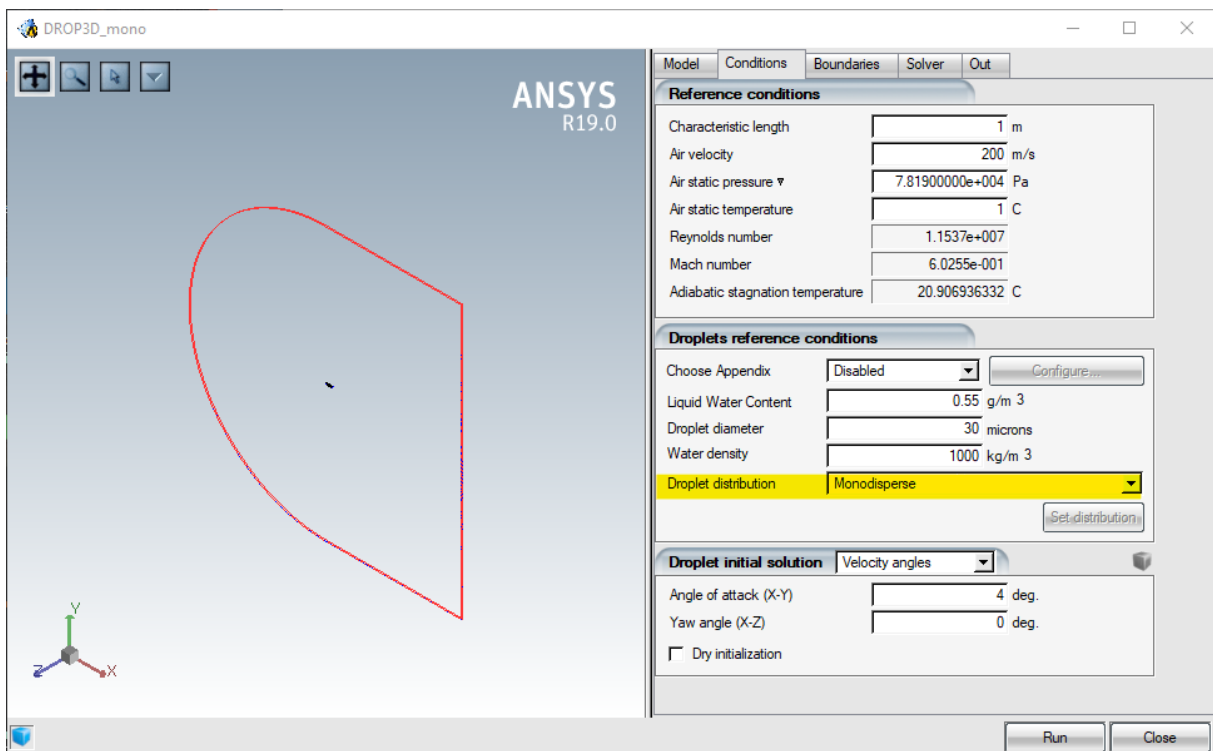 DROP3D_mono
ANSYS
R19.0
Model Conditions Boundaries Solver Out
Reference conditions
Characteristic length 1 m
Air velocity 200 m/s
Air static pressure ▼ 7.81900000e+004 Pa
Air static temperature 1 C
Reynolds number 1.1537e+007
Mach number 6.0255e-001
Adiabatic stagnation temperature 20.906936332 C
Droplets reference conditions
Choose Appendix Disabled Configure...
Liquid Water Content 0.55 g/m 3
Droplet diameter 30 microns
Water density 1000 kg/m 3
Droplet distribution Monodisperse
Set distribution
Droplet initial solution Velocity angles
Angle of attack (X-Y) 4 deg.
Yaw angle (X-Z) 0 deg.
Dry initialization
Y
Z X
Run Close